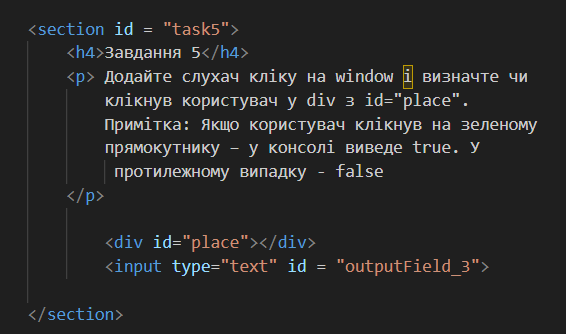 <section id = "task5">
<h4>Завдання 5</h4>
<p> Додайте слухач кліку на window і визначте чи
клікнув користувач у div з id="place".
Примітка: Якщо користувач клікнув на зеленому
прямокутнику – у консолі виведе true. У
протилежному випадку - false
</p>
<div id="place"></div>
<input type="text" id = "outputField_3">
</section>